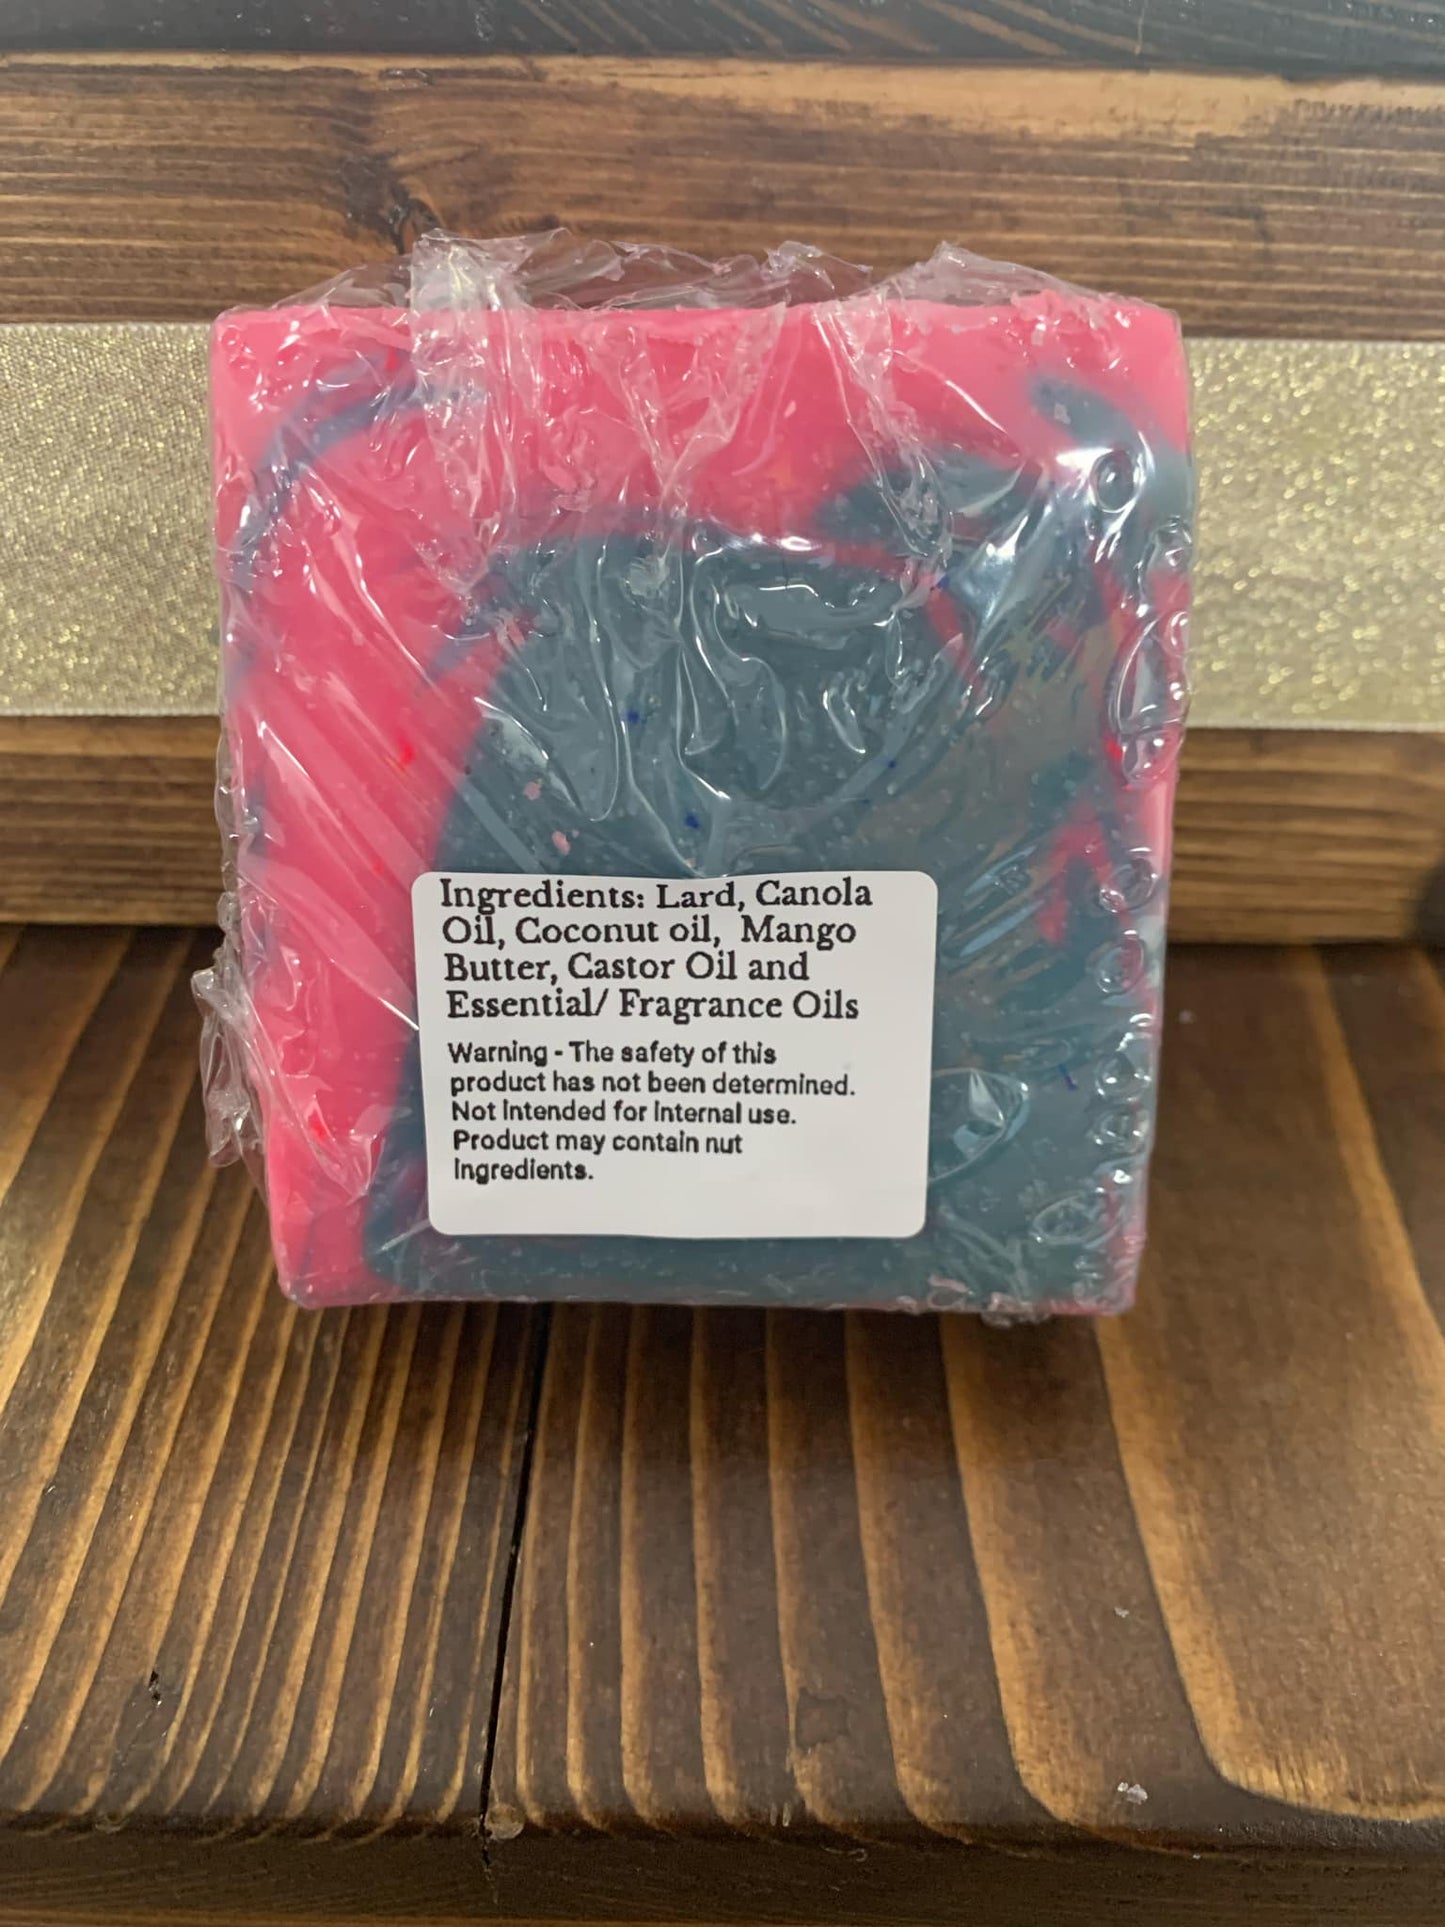 Ingredients: Lard, Canola
Oil, Coconut oil, Mango
Butter, Castor Oil and
Essential/ Fragrance Oils
Warning - The safety of this
product has not been determined.
Not intended for internal use.
Product may contain nut
ingredients.